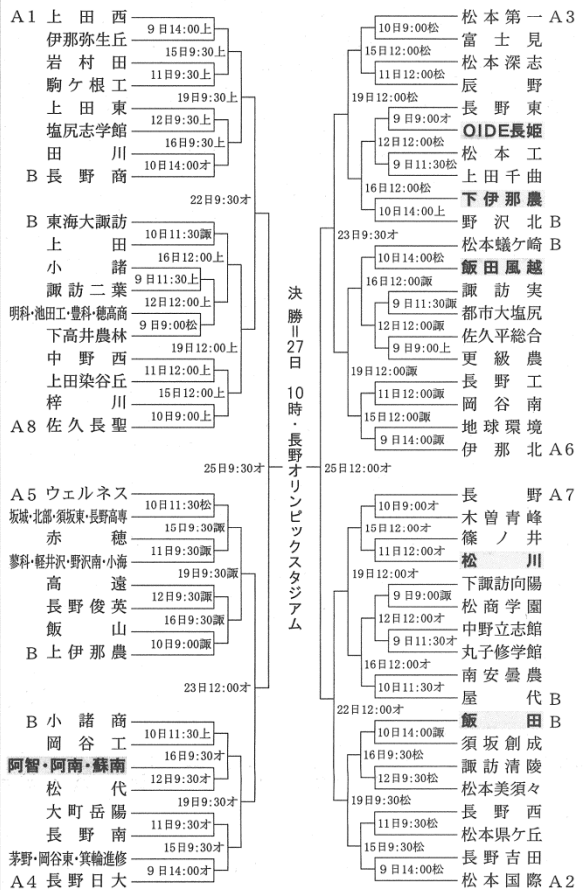 A1 上田西
9日14:00上
伊那弥生丘
15日9:30上
岩村田
11日9:30上
駒ケ根工
19日9:30上
上田東
12日9:30上
塩尻志学館
16日9:30上
田川
10日14:00オ
B 長野商
22日9:30オ
B 東海大諏訪
10日11:30諏
上田
16日12:00上
小諸
9日11:30上
諏訪二葉
12日12:00上
明科・池田工・豊科・穂高商
9日9:00松
下高井農林
19日12:00上
中野西
11日12:00上
上田染谷丘
15日12:00上
梓川
10日9:00上
A8 佐久長聖
25日9:30オ
A5 ウェルネス
10日11:30松
坂城・北部・須坂東・長野高専
15日9:30諏
赤穂
11日9:30諏
蓼科・軽井沢・野沢南・小海
19日9:30諏
高遠
12日9:30諏
長野俊英
16日9:30諏
飯山
10日9:00諏
B 上伊那農
23日12:00オ
B 小諸商
10日11:30上
岡谷工
16日9:30オ
阿智・阿南・蘇南
12日9:30オ
松代
19日9:30オ
大町岳陽
11日9:30オ
長野南
15日9:30オ
茅野・岡谷東・箕輪進修
9日14:00オ
A4 長野日大
決勝=27日 10時・長野オリンピックスタジアム
松本第一 A3
10日9:00松
富士見
15日12:00松
松本深志
11日12:00松
辰野
19日12:00松
長野東
9日9:00オ
OIDE長姫
12日12:00松
松本工
9日11:30松
上田千曲
16日12:00松
下伊那農
10日14:00上
野沢北 B
23日9:30オ
松本蟻ケ崎 B
10日14:00松
飯田風越
16日12:00諏
諏訪実
9日11:30諏
都市大塩尻
12日12:00諏
佐久平総合
9日9:00上
更級農
19日12:00諏
長野工
11日12:00諏
岡谷南
15日12:00諏
地球環境
9日14:00諏
伊那北 A6
25日12:00オ
長野 A7
10日9:00オ
木曽青峰
15日12:00オ
篠ノ井
11日12:00オ
松川
19日12:00オ
下諏訪向陽
9日9:00諏
松商学園
12日12:00オ
中野立志館
9日11:30オ
丸子修学館
16日12:00オ
南安曇農
10日11:30オ
屋代 B
22日12:00オ
飯田 B
10日14:00諏
須坂創成
16日9:30松
諏訪清陵
12日9:30松
松本美須々
19日9:30松
長野西
11日9:30松
松本県ケ丘
15日9:30松
長野吉田
9日14:00松
松本国際 A2